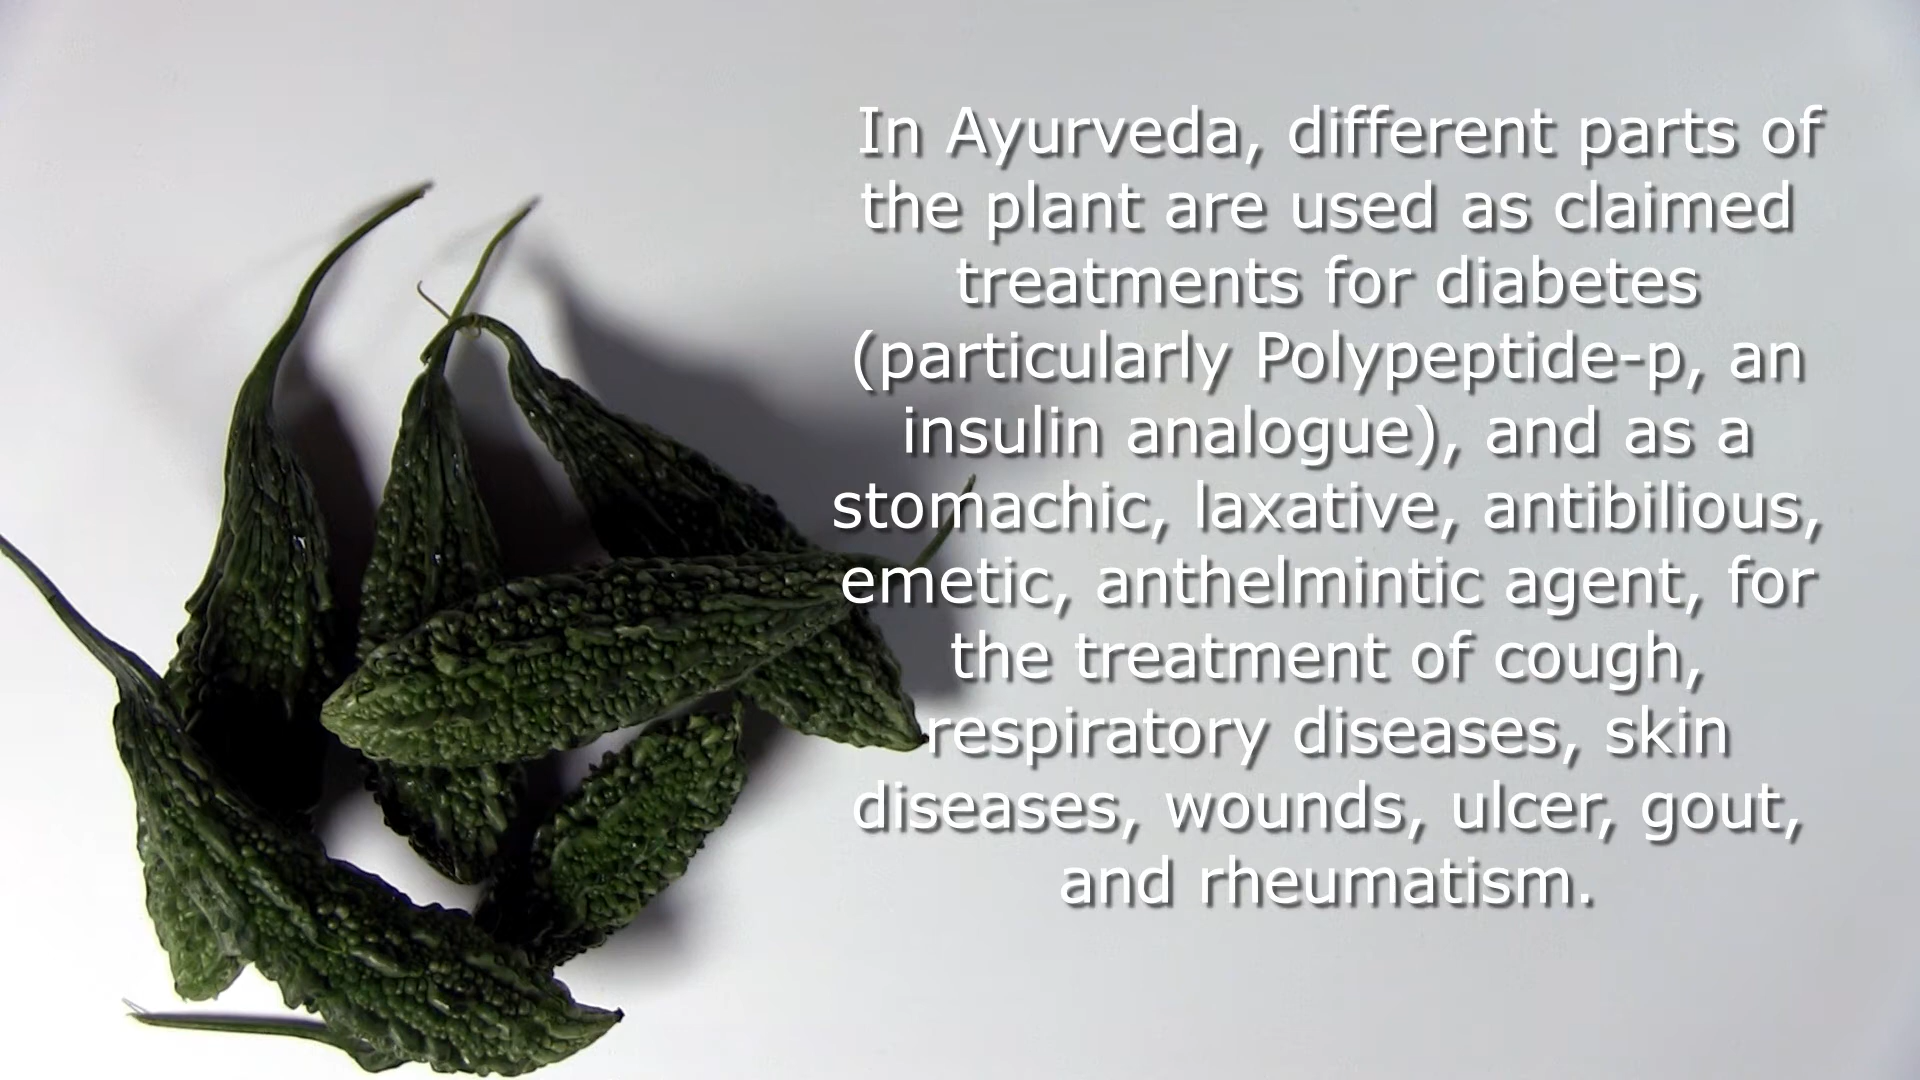 In Ayurveda, different parts of
the plant are used as claimed
treatments for diabetes
(particularly Polypeptide-p, an
insulin analogue), and as a
stomachic, laxative, antibilious,
emetic, anthelmintic agent, for
the treatment of cough,
respiratory diseases, skin
diseases, wounds, ulcer, gout,
and rheumatism.